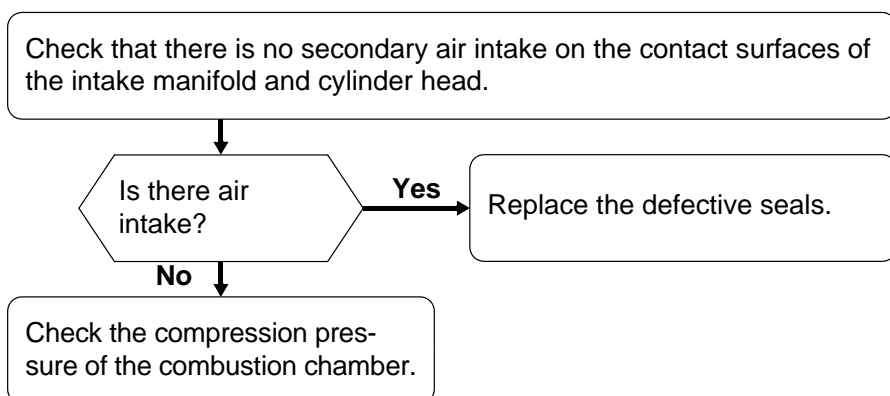 Check that there is no secondary air intake on the contact surfaces of
the intake manifold and cylinder head.
Is there air
intake?
Yes
Replace the defective seals.
No
Check the compression pres-
sure of the combustion chamber.